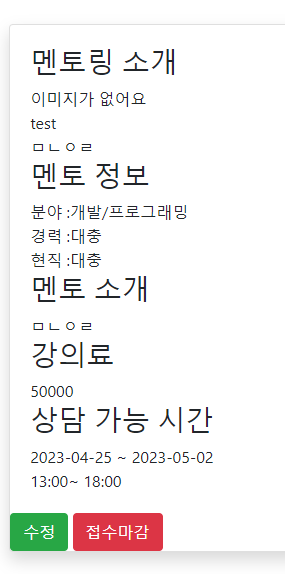 멘토링 소개
이미지가 없어요
test
ㅁㄴㅇㄹ
멘토 정보
분야 :개발/프로그래밍
경력 :대충
현직 :대충
멘토 소개
ㅁㄴㅇㄹ
강의료
50000
상담 가능 시간
2023-04-25 ~ 2023-05-02
13:00~ 18:00
수정 접수마감